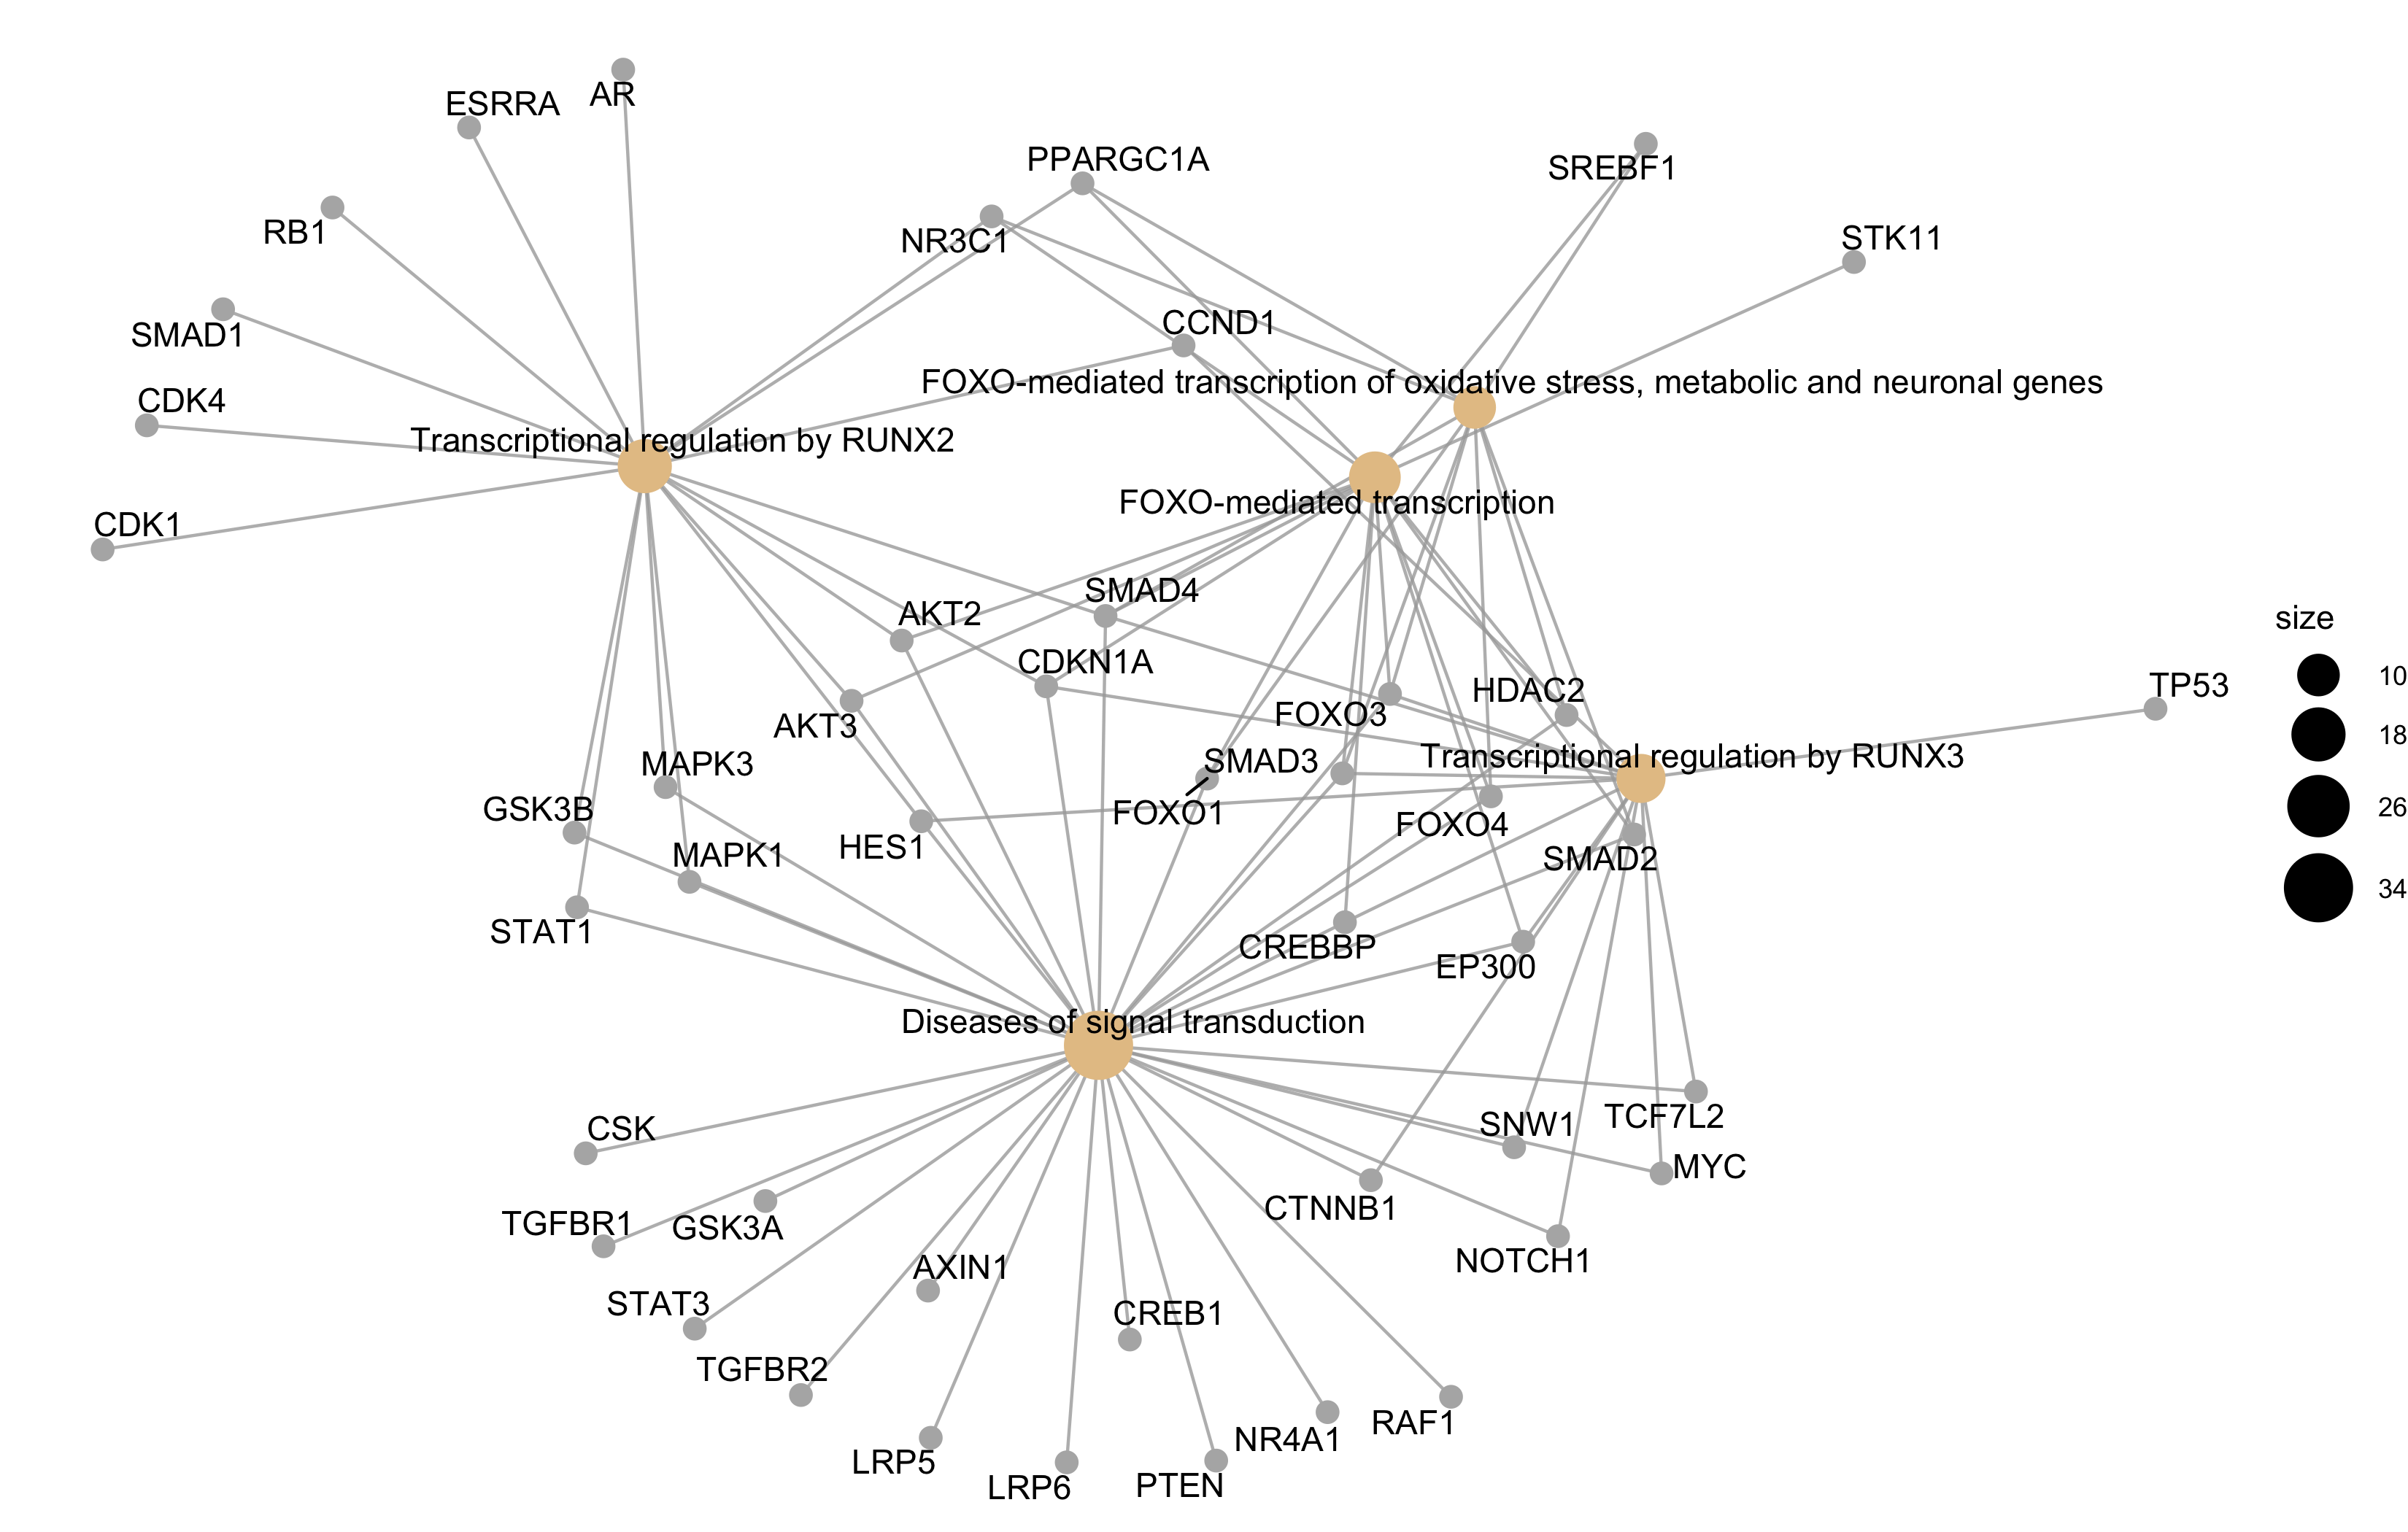 AR
ESRRA
PPARGC1A
SREBF1
RB1
NR3C1
STK11
SMAD1
CCND1
FOXO-mediated transcription of oxidative stress, metabolic and neuronal genes
CDK4
Transcriptional regulation by RUNX2
FOXO-mediated transcription
CDK1
SMAD4
AKT2
size
CDKN1A
10
TP53
HDAC2
FOXO3
AKT3
18
Transcriptional regulation by RUNX3
SMAD3
MAPK3
GSK3B
FOXO1
26
FOXO4
HES1
MAPK1
SMAD2
34
STAT1
CREBBP
EP300
Diseases of signal transduction
TCF7L2
SNW1
CSK
MYC
CTNNB1
TGFBR1
GSK3A
NOTCH1
AXIN1
STAT3
CREB1
TGFBR2
RAF1
NR4A1
LRP5
PTEN
LRP6